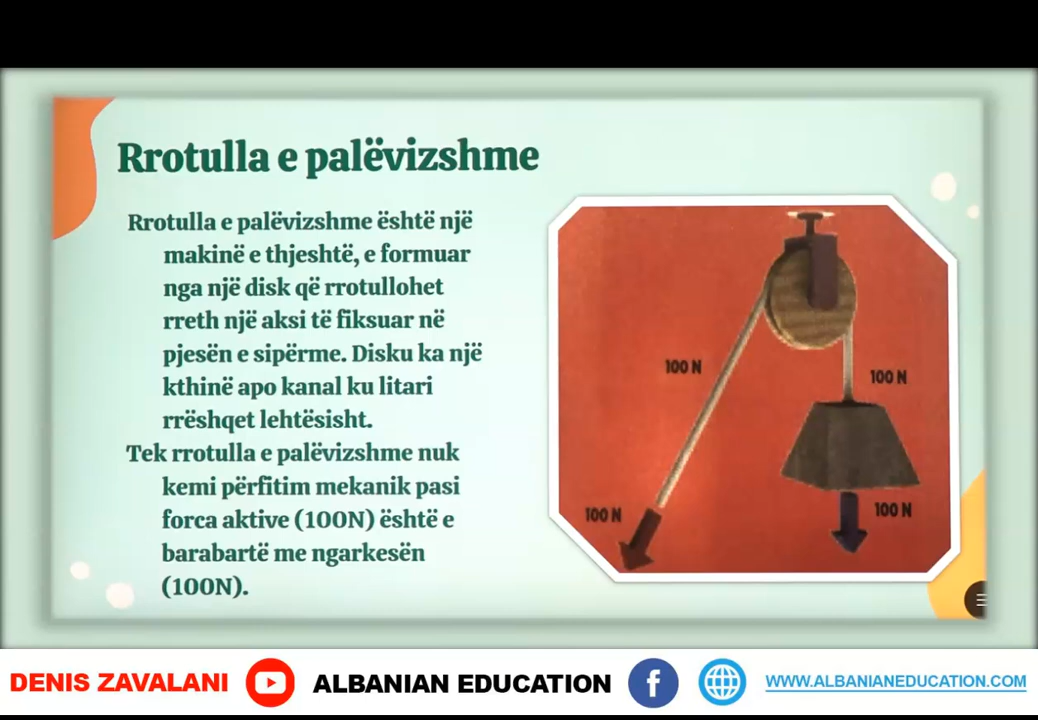 Rrotulla e palëvizshme
Rrotulla e palëvizshme është një
makinë e thjeshtë, e formuar
nga një disk që rrotullohet
rreth një aksi të fiksuar në
pjesën e sipërme. Disku ka një
kthinë apo kanal ku litari
rrëshqet lehtësisht.
Tek rrotulla e palëvizshme nuk
kemi përfitim mekanik pasi
forca aktive (100N) është e
barabartë me ngarkesën
(100N).
100 N
100 N
100 N
100 N
DENIS ZAVALANI
ALBANIAN EDUCATION
f
WWW.ALBANIANEDUCATION.COM